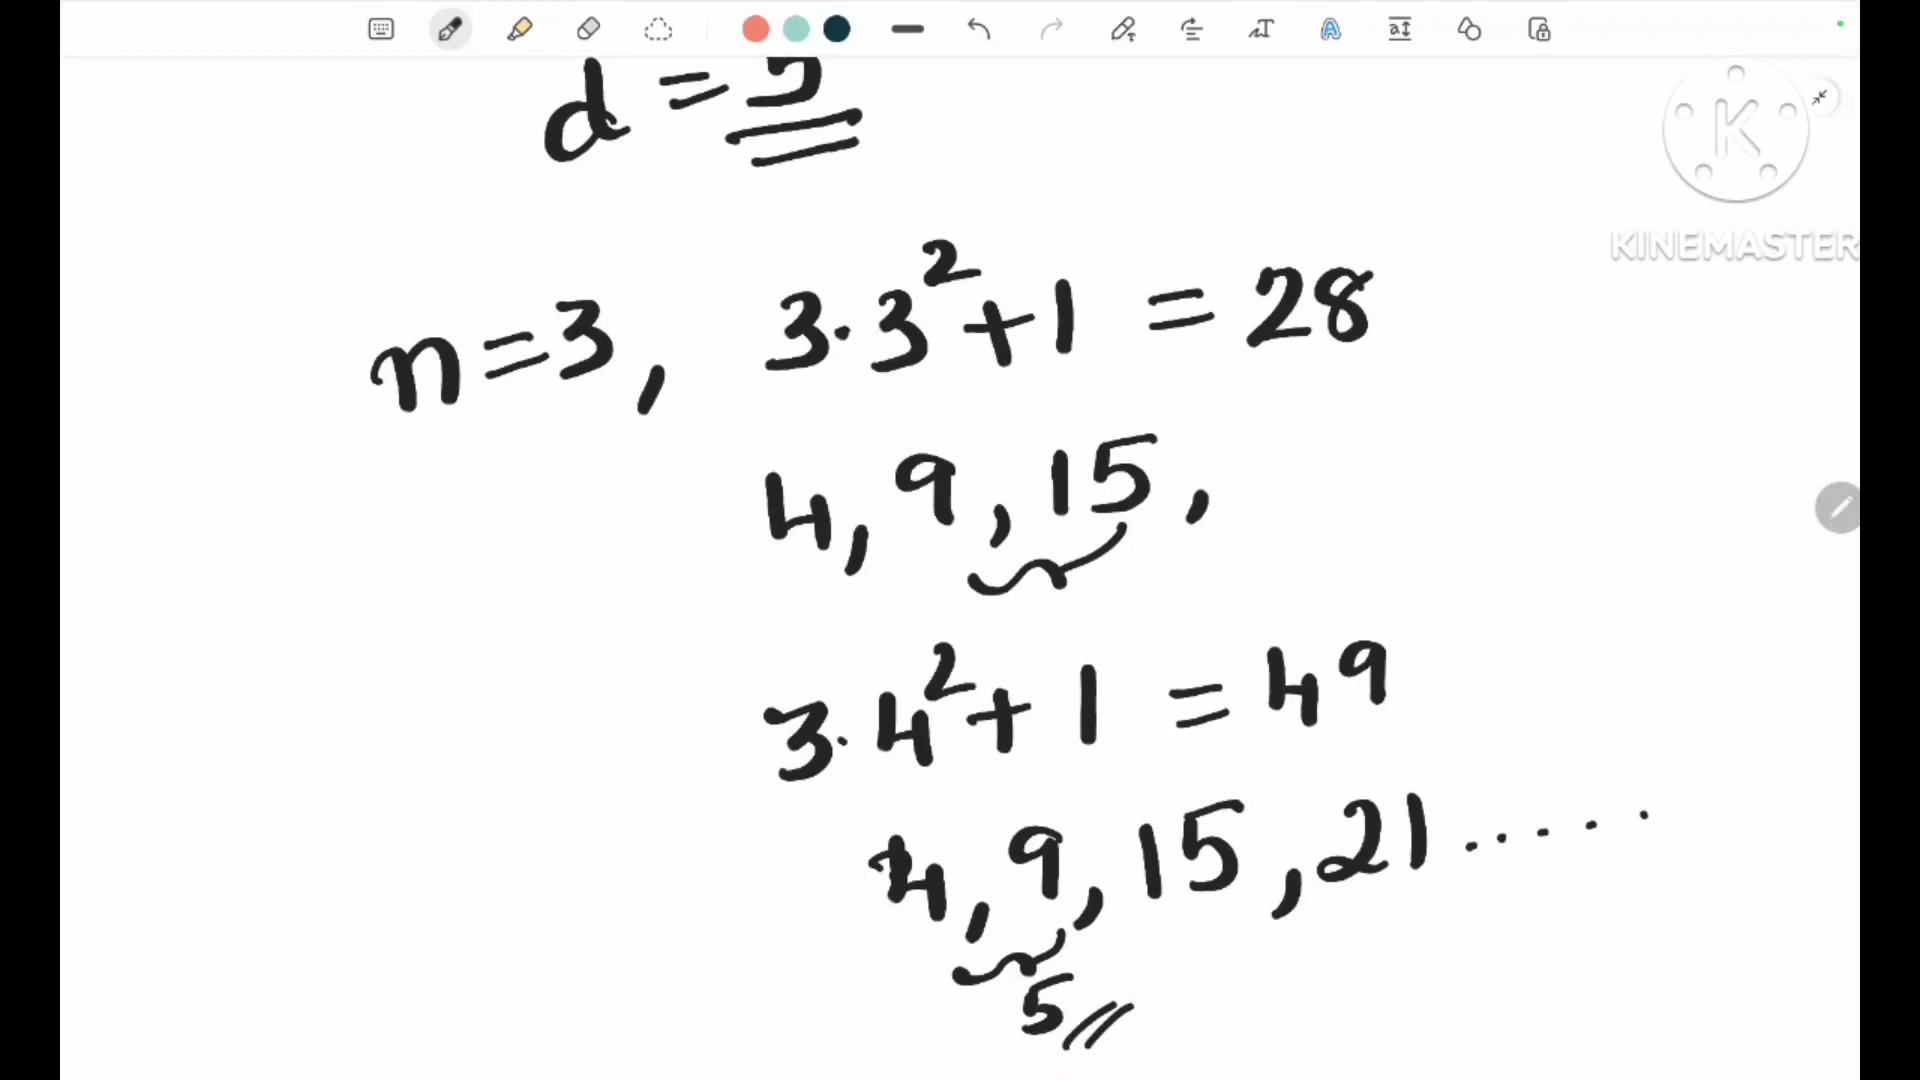 KINEMASTER
d = 5
n=3, 3·3²+1 = 28
4, 9, 15,
3·4²+1 = 49
4, 9, 15, 21.....
5